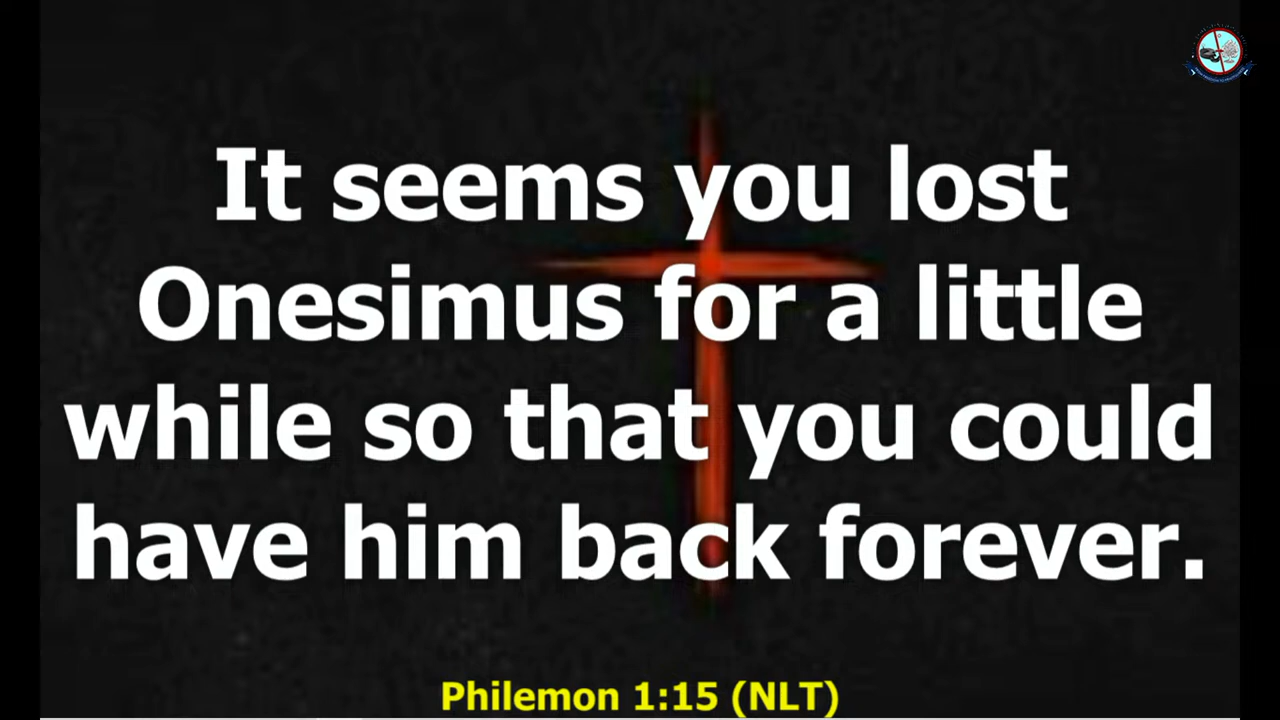 It seems you lost
Onesimus for a little
while so that you could
have him back forever.
Philemon 1:15 (NLT)